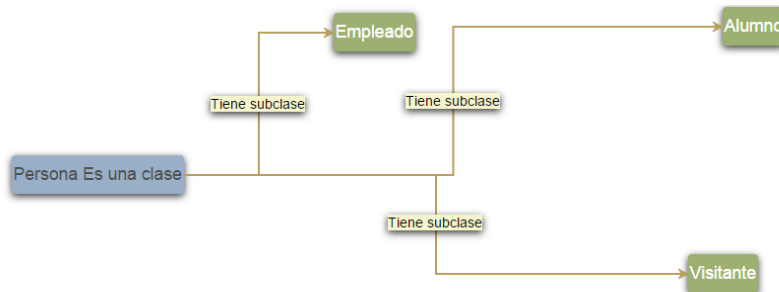 Empleado
Alumno
Tiene subclase
Tiene subclase
Persona Es una clase
Tiene subclase
Visitante